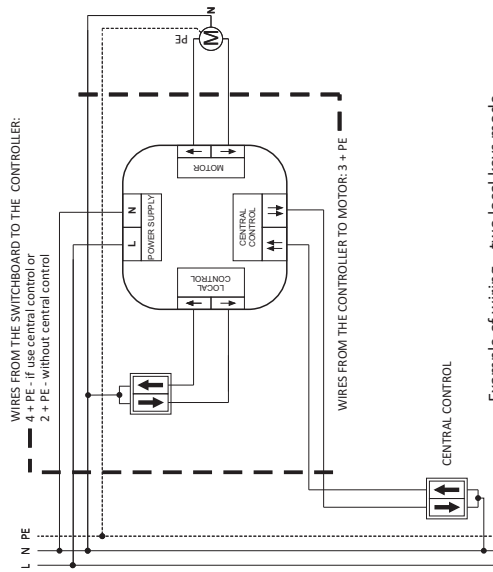 WIRES FROM THE SWITCHBOARD TO THE CONTROLLER:
4 + PE - if use central control or
2 + PE - without central control
N
PE
M
L
N
POWER SUPPLY
MOTOR
LOCAL
CONTROL
CENTRAL
CONTROL
WIRES FROM THE CONTROLLER TO MOTOR: 3 + PE
CENTRAL CONTROL
L N PE